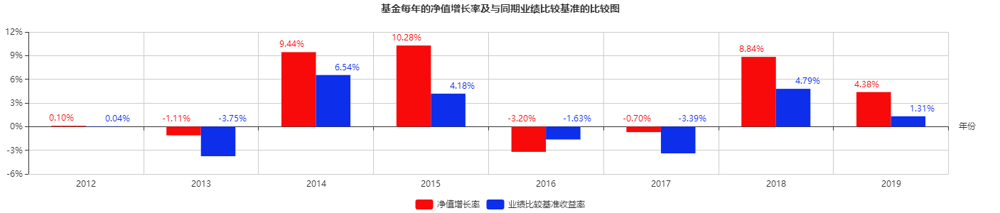 基金每年的净值增长率及与同期业绩比较基准的比较图
12%
9%
6%
3%
0%
-3%
-6%
0.10% 0.04% -1.11% -3.75% 9.44% 6.54% 10.28% 4.18% -3.20% -1.63% -0.70% -3.39% 8.84% 4.79% 4.38% 1.31%
年份
2012 2013 2014 2015 2016 2017 2018 2019
净值增长率 业绩比较基准收益率